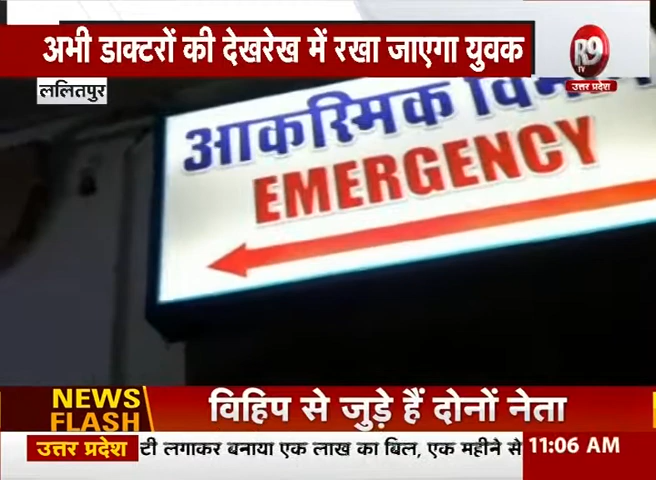 अभी डाक्टरों की देखरेख में रखा जाएगा युवक
R9
TV
उत्तर प्रदेश
ललितपुर
आकस्मिक
EMERGENCY
NEWS
FLASH
विहिप से जुड़े हैं दोनों नेता
उत्तर प्रदेश टी लगाकर बनाया एक लाख का बिल, एक महीने से 11:06 AM